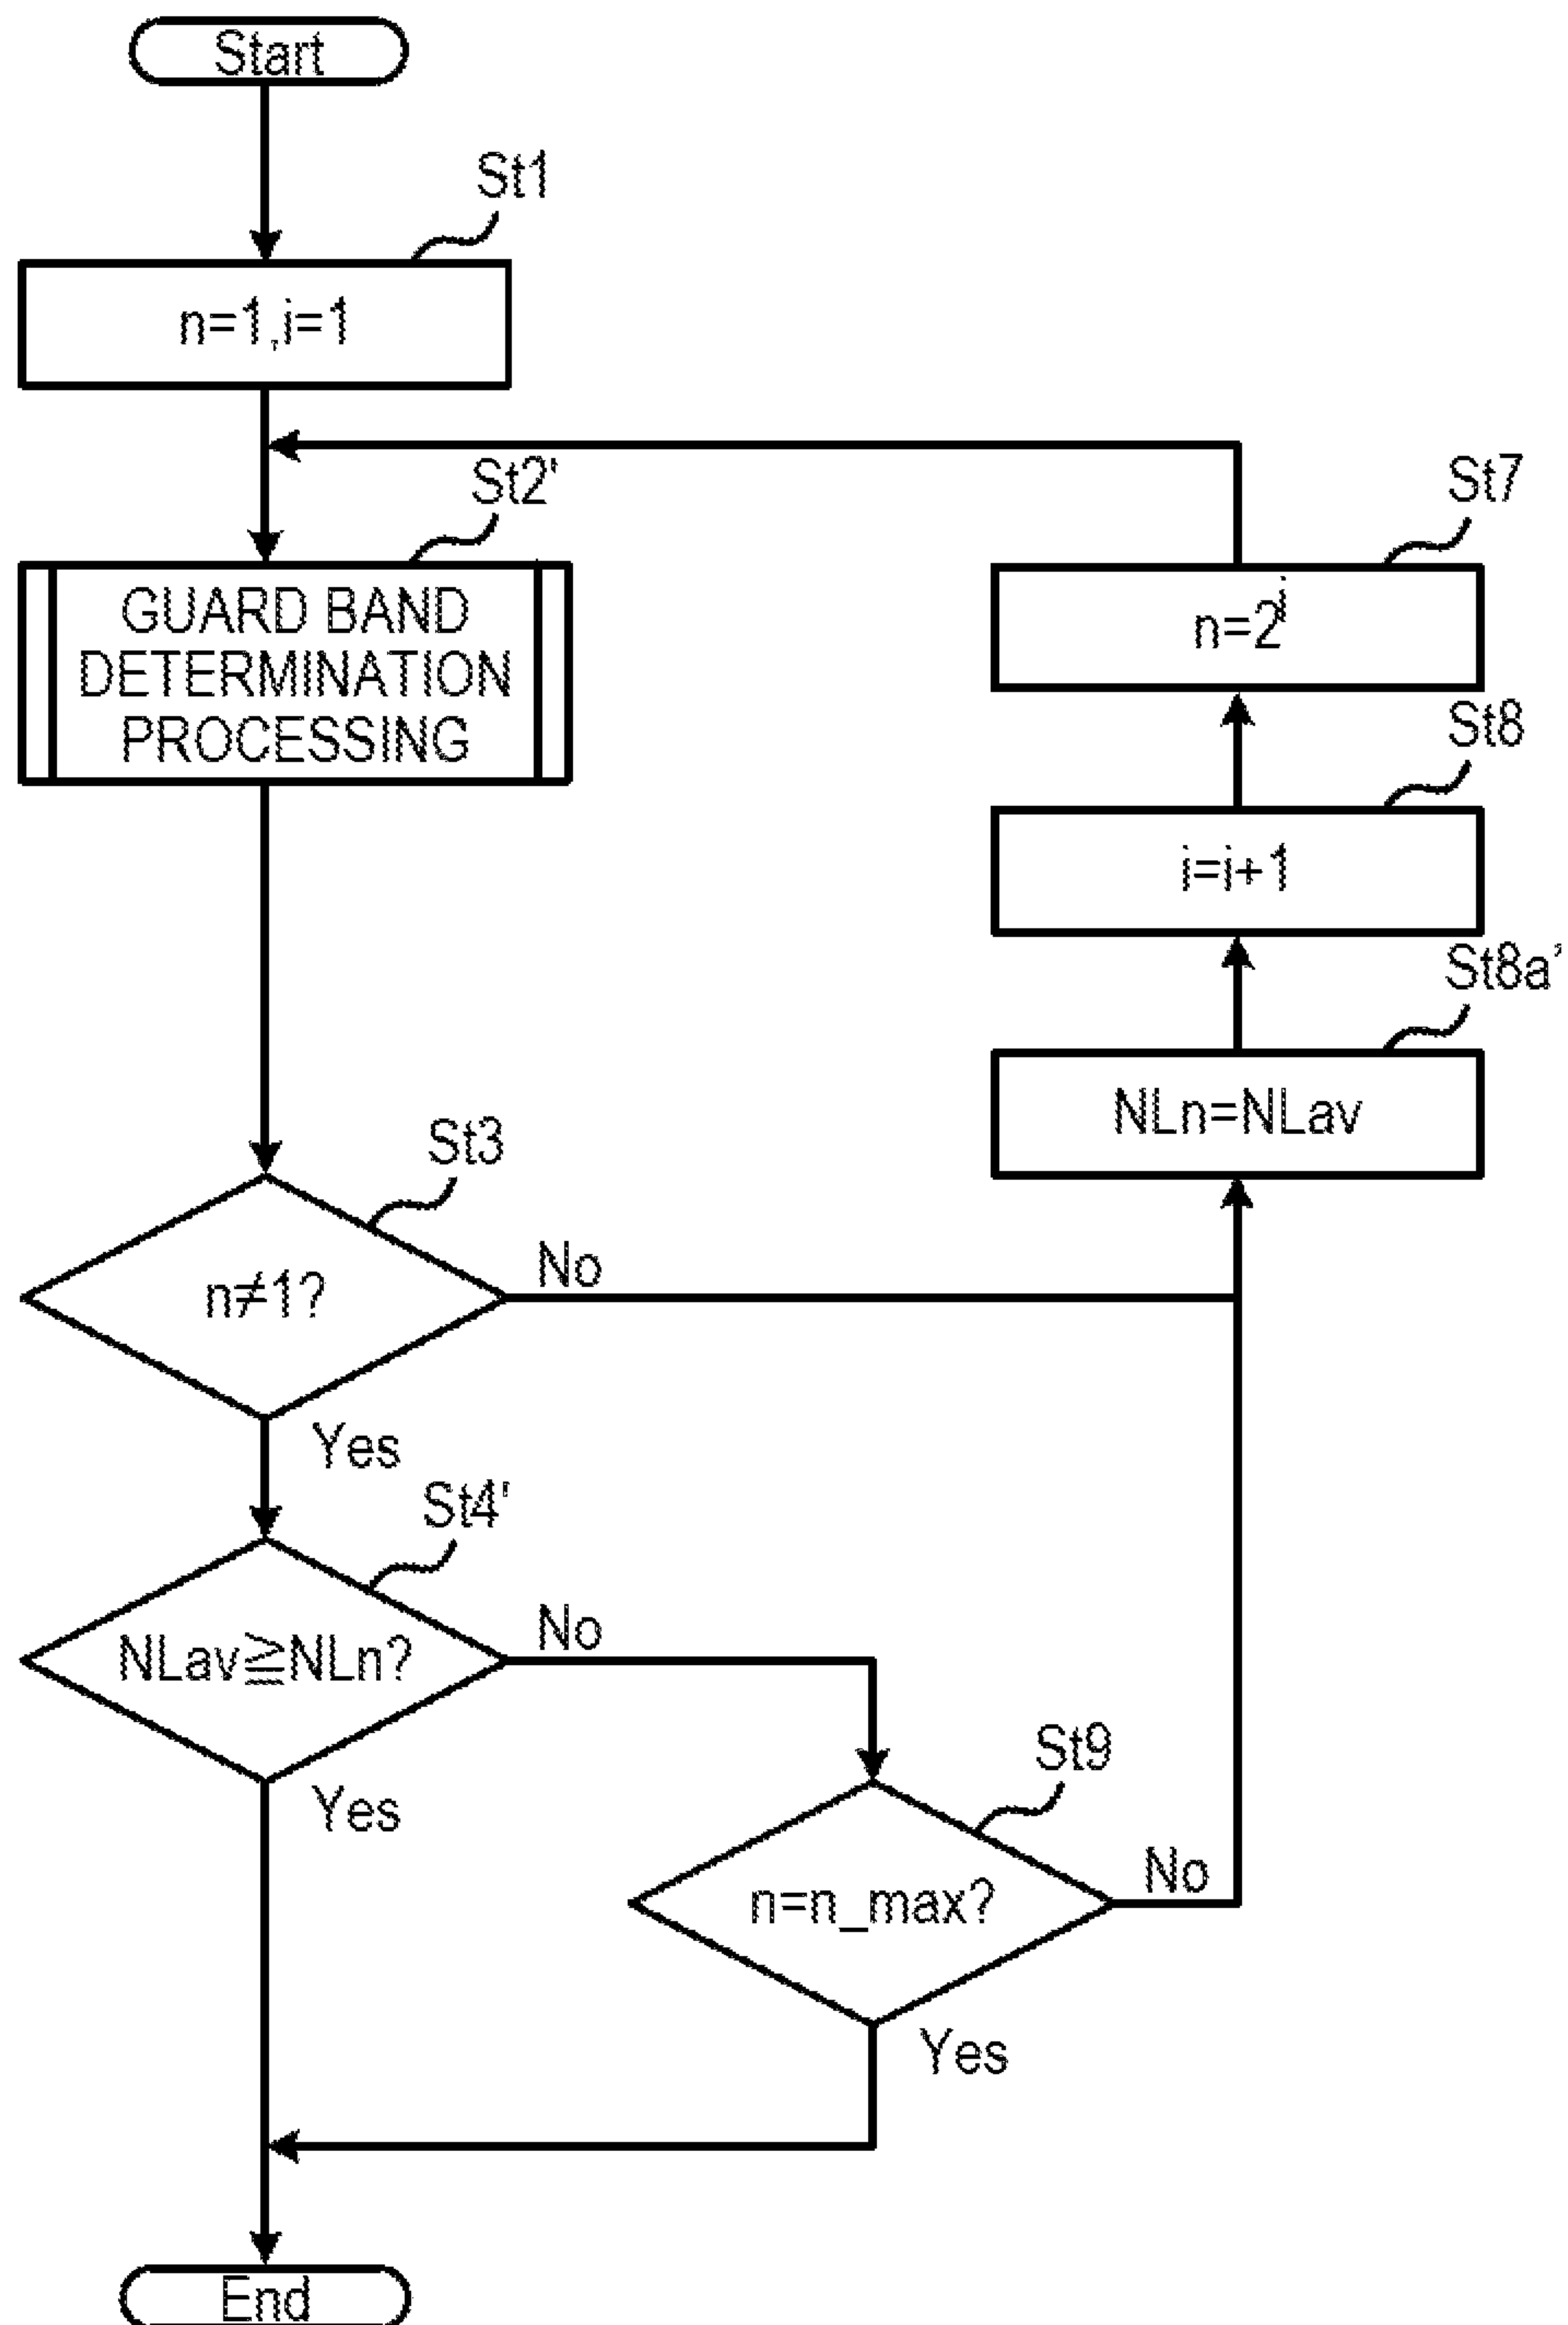 Start
St1
n=1,i=1
St2'
GUARD BAND
DETERMINATION
PROCESSING
St7
n=2^i
St8
i=i+1
St8a’
NLn=NLav
St3
n≠1?
No
Yes
St4'
NLav≧NLn?
No
Yes
St9
n=n_max?
No
Yes
End